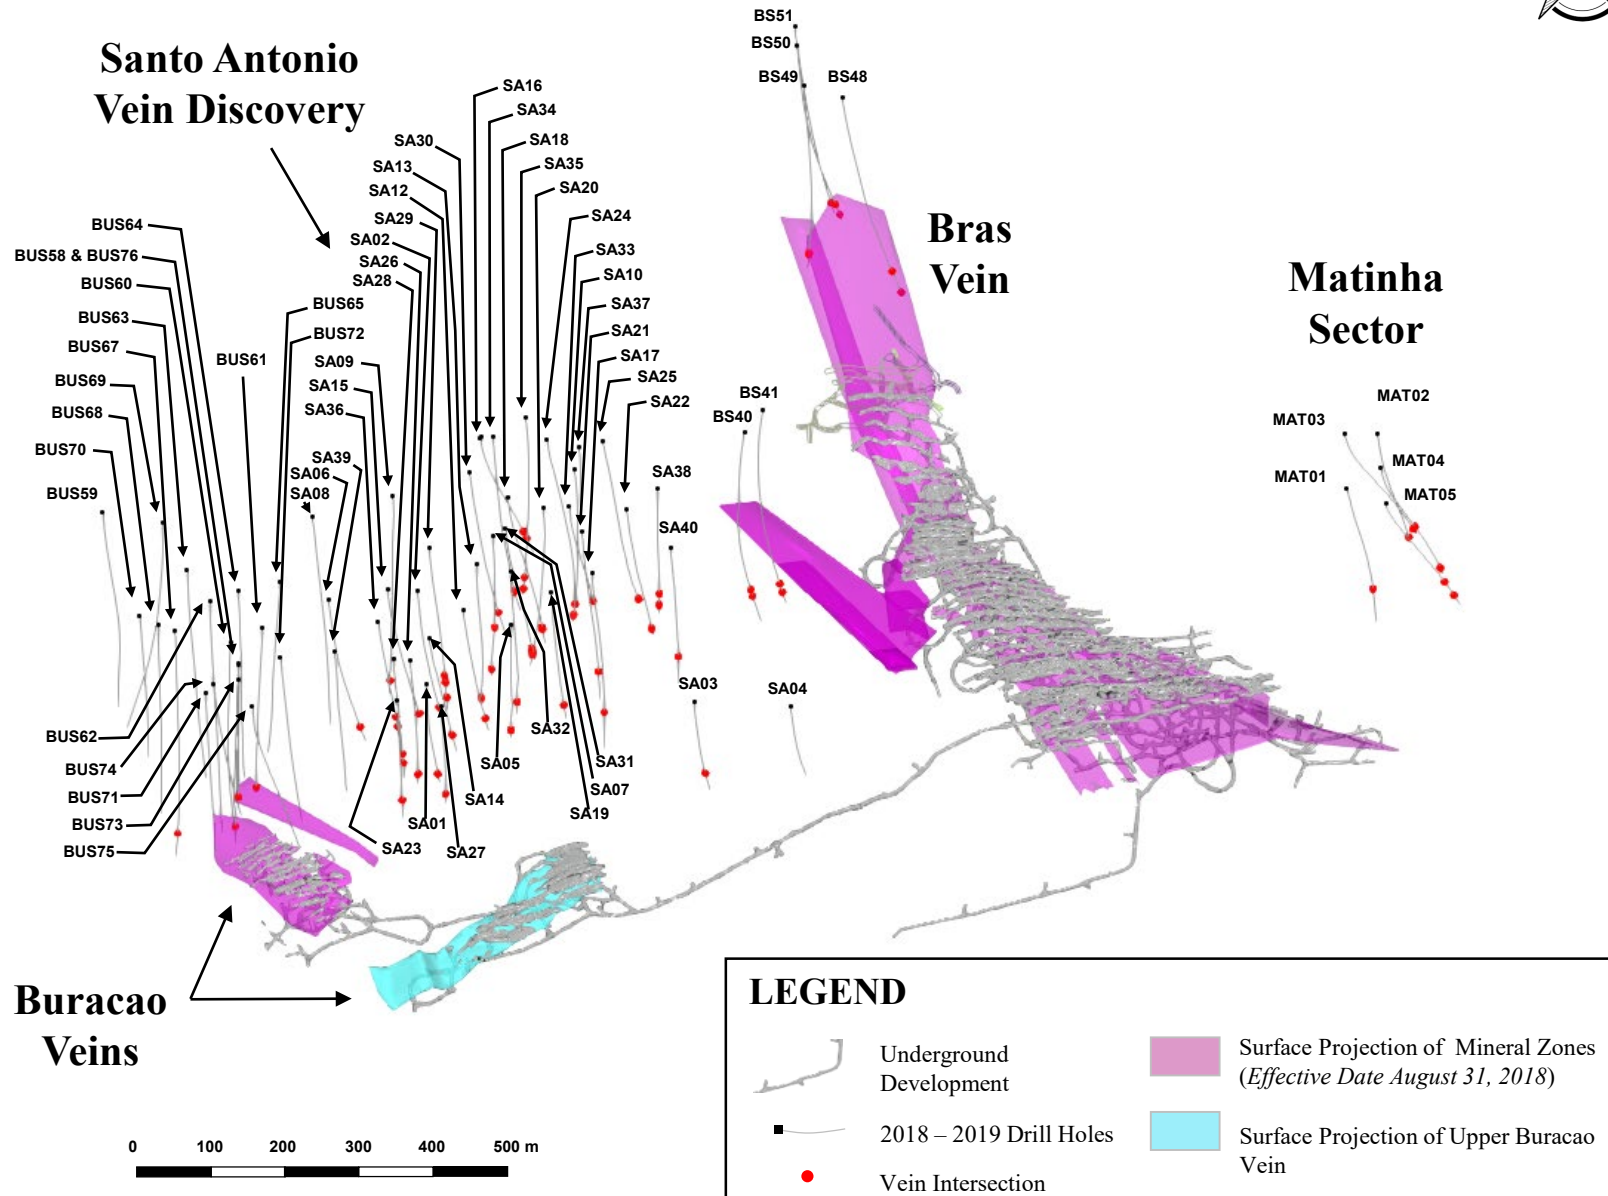 Santo Antonio
Vein Discovery
BS51
BS50
BS49
BS48
SA16
SA34
SA30
SA18
SA13
SA35
SA12
SA20
SA29
SA24
SA02
SA33
SA26
SA10
SA28
SA37
SA21
SA17
SA25
SA22
BUS64
BUS58 & BUS76
BUS60
BUS63
BUS67
BUS69
BUS68
BUS70
BUS59
BUS65
BUS72
BUS61
SA09
SA15
SA36
SA39
SA06
SA08
Bras
Vein
Matinha
Sector
BS41
BS40
SA38
SA40
SA03
SA04
MAT02
MAT03
MAT04
MAT01
MAT05
BUS62
BUS74
BUS71
BUS73
BUS75
SA32
SA05
SA31
SA07
SA19
SA14
SA01
SA23
SA27
Buracao
Veins
LEGEND
Underground
Development
2018 – 2019 Drill Holes
Vein Intersection
Surface Projection of Mineral Zones
(Effective Date August 31, 2018)
Surface Projection of Upper Buracao
Vein
0 100 200 300 400 500 m